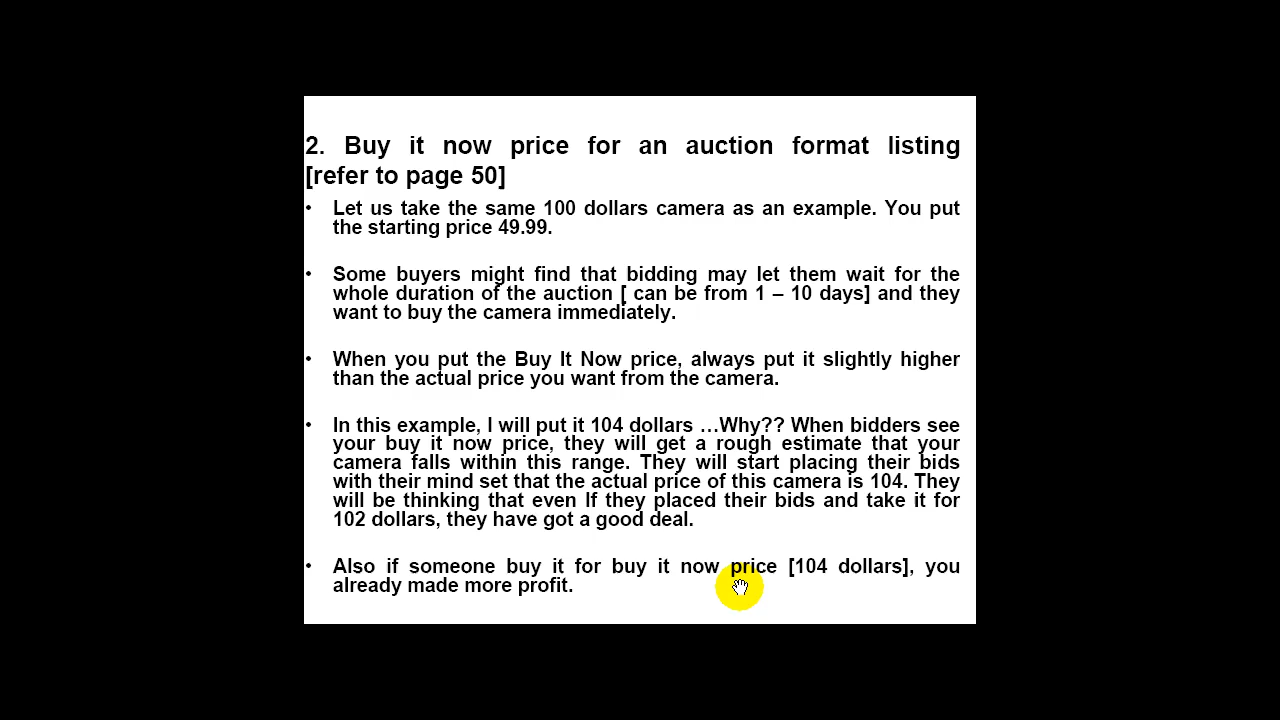 2. Buy it now price for an auction format listing
[refer to page 50]
• Let us take the same 100 dollars camera as an example. You put
the starting price 49.99.
• Some buyers might find that bidding may let them wait for the
whole duration of the auction [ can be from 1 – 10 days] and they
want to buy the camera immediately.
• When you put the Buy It Now price, always put it slightly higher
than the actual price you want from the camera.
• In this example, I will put it 104 dollars …Why?? When bidders see
your buy it now price, they will get a rough estimate that your
camera falls within this range. They will start placing their bids
with their mind set that the actual price of this camera is 104. They
will be thinking that even If they placed their bids and take it for
102 dollars, they have got a good deal.
• Also if someone buy it for buy it now price [104 dollars], you
already made more profit.